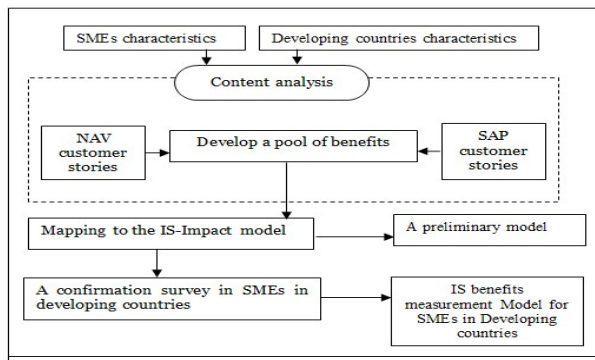 SMEs characteristics
Developing countries characteristics
Content analysis
NAV
customer
stories
Develop a pool of benefits
SAP
customer
stories
Mapping to the IS-Impact model
A preliminary model
A confirmation survey in SMEs in
developing countries
IS benefits
measurement Model for
SMEs in Developing
countries